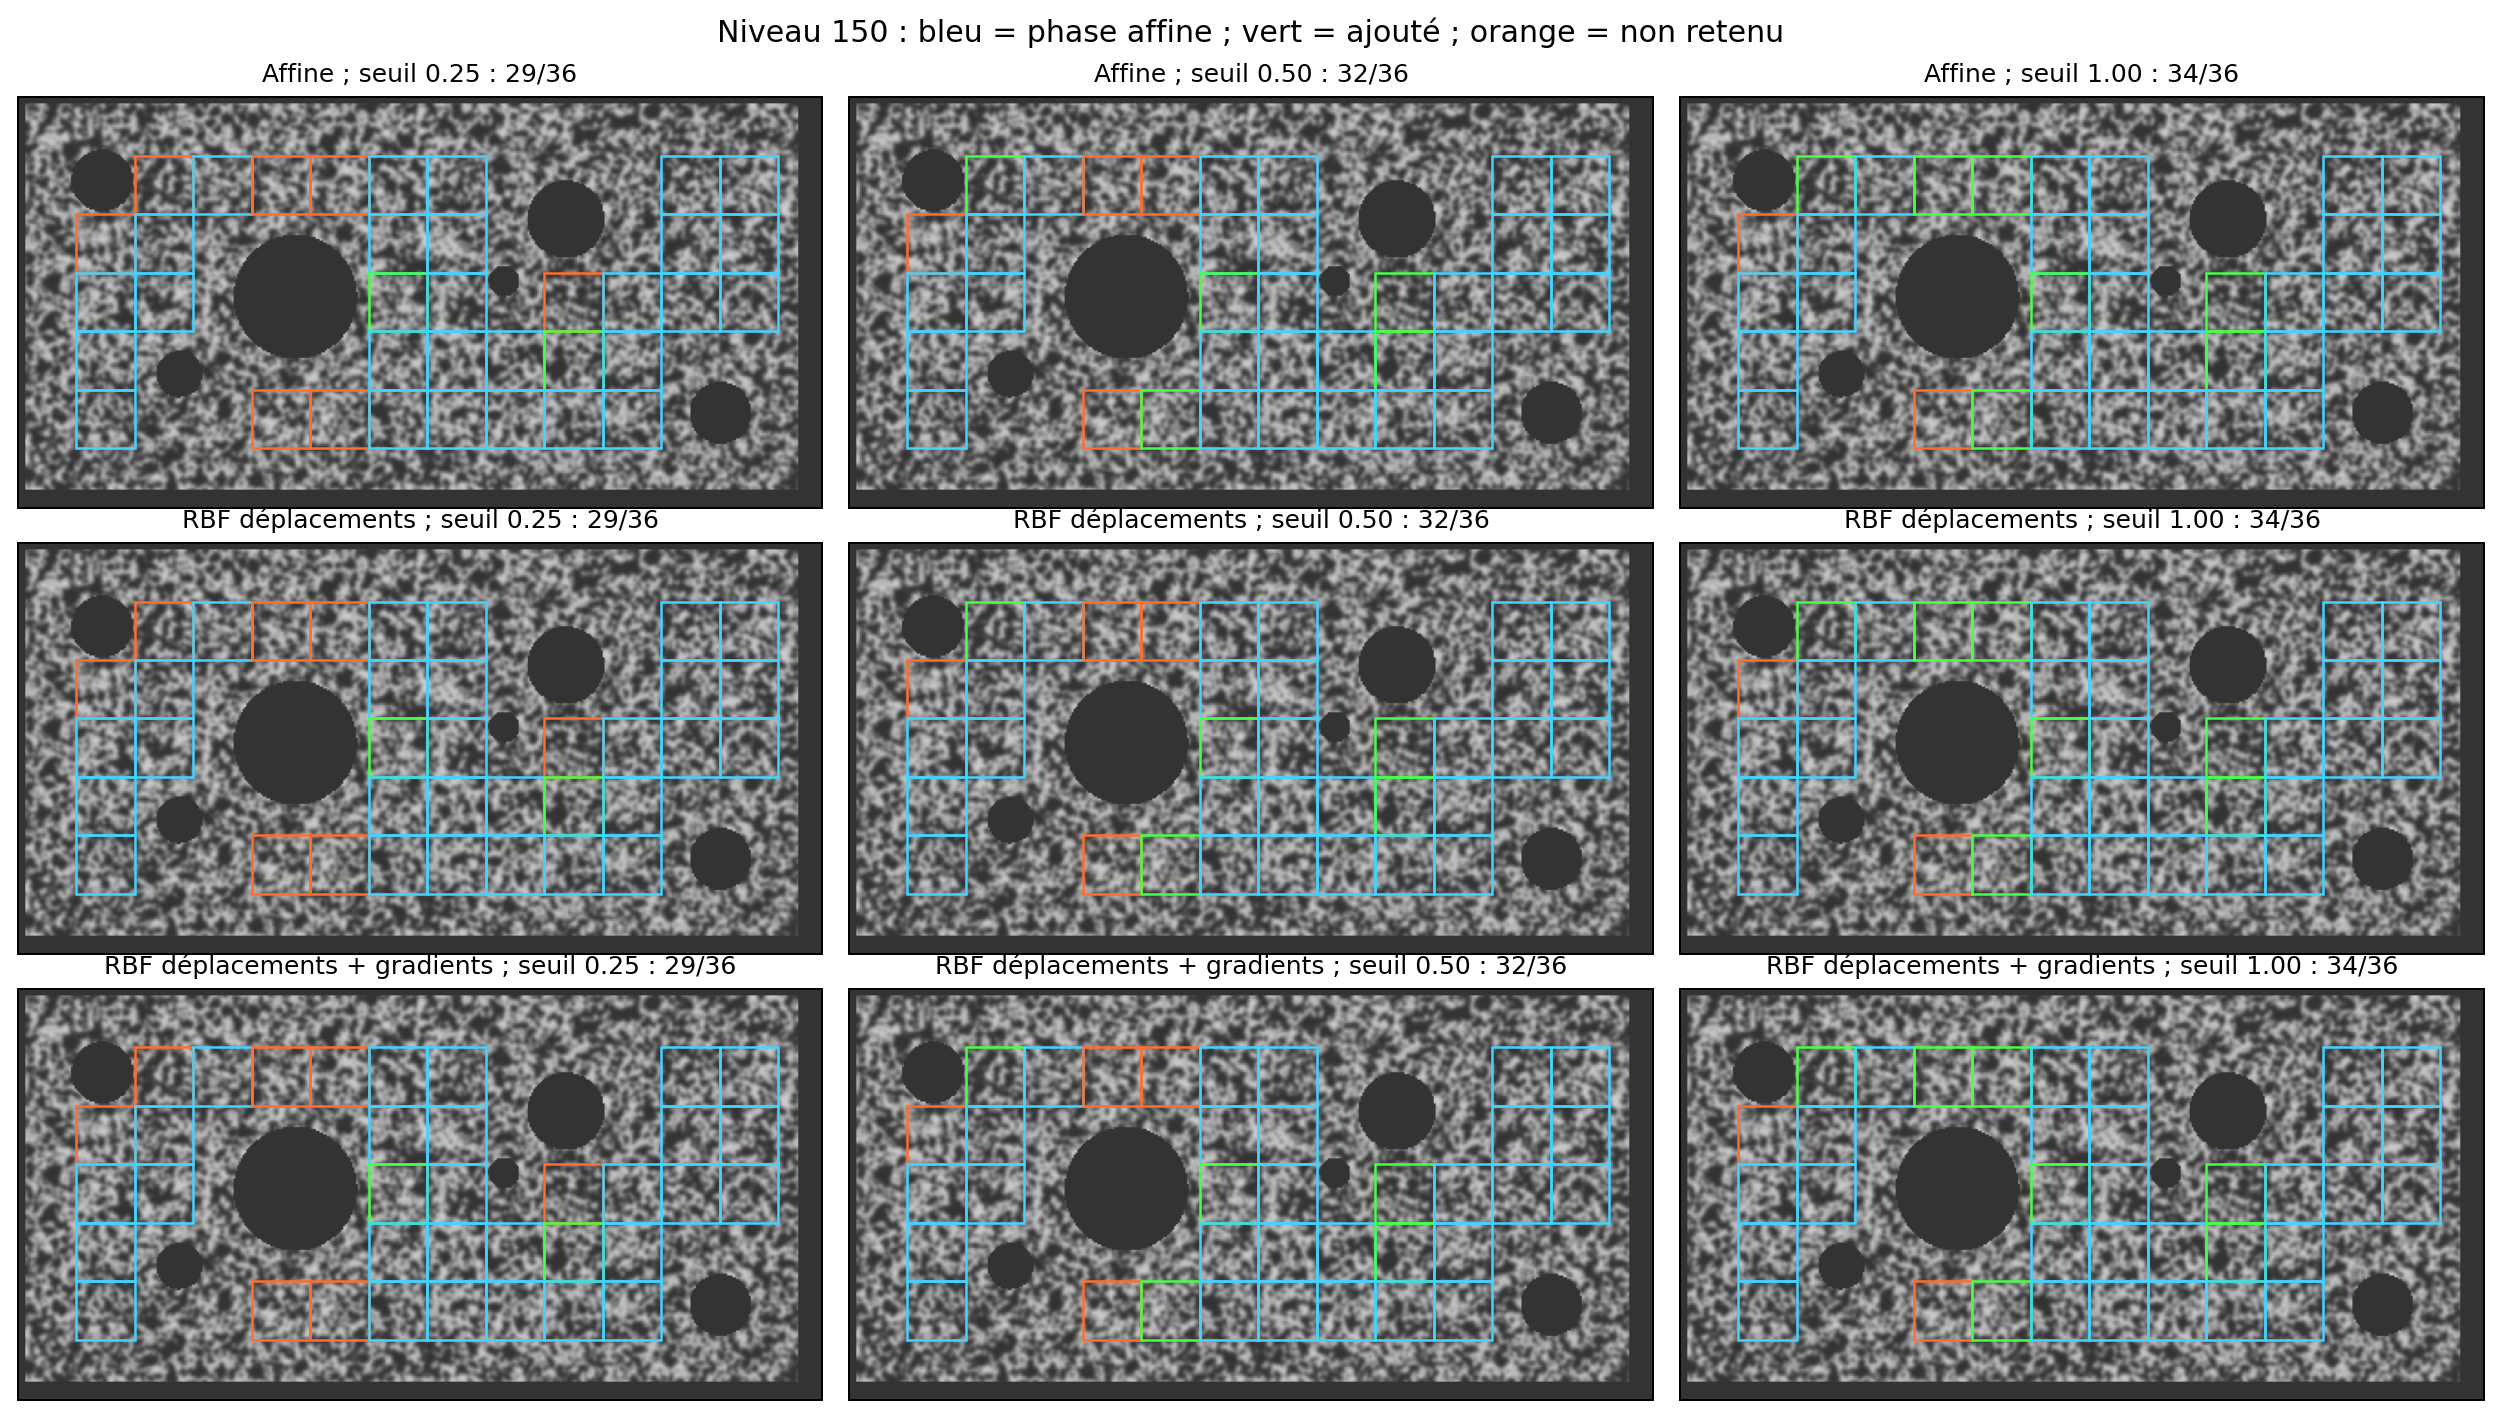 Niveau 150 : bleu = phase affine ; vert = ajouté ; orange = non retenu
Affine ; seuil 0.25 : 29/36
Affine ; seuil 0.50 : 32/36
Affine ; seuil 1.00 : 34/36
RBF déplacements ; seuil 0.25 : 29/36
RBF déplacements ; seuil 0.50 : 32/36
RBF déplacements ; seuil 1.00 : 34/36
RBF déplacements + gradients ; seuil 0.25 : 29/36
RBF déplacements + gradients ; seuil 0.50 : 32/36
RBF déplacements + gradients ; seuil 1.00 : 34/36